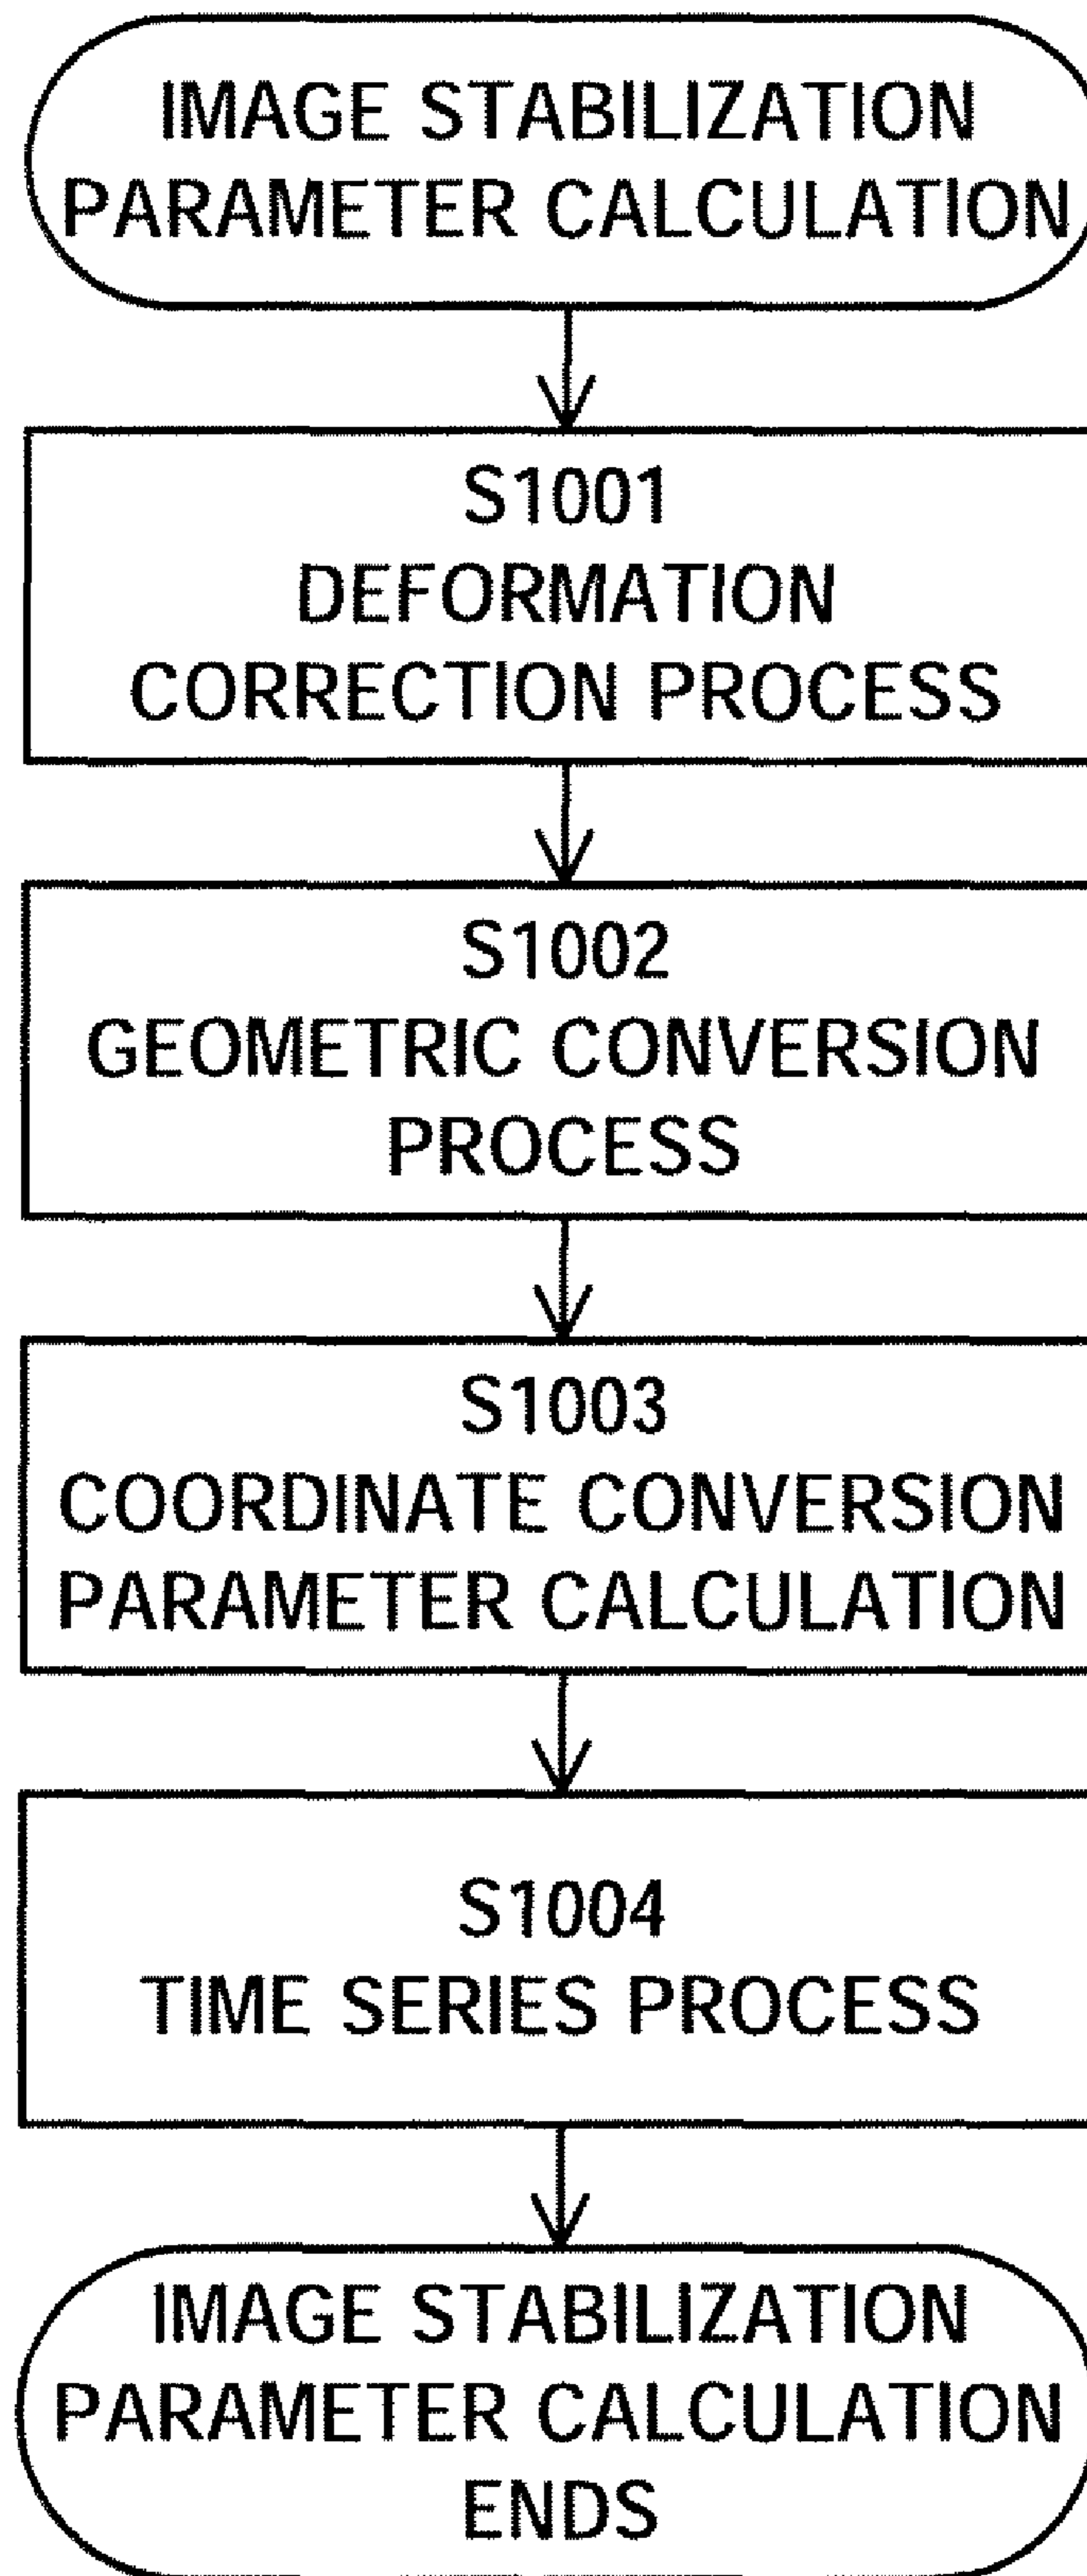 IMAGE STABILIZATION
PARAMETER CALCULATION
S1001
DEFORMATION
CORRECTION PROCESS
S1002
GEOMETRIC CONVERSION
PROCESS
S1003
COORDINATE CONVERSION
PARAMETER CALCULATION
S1004
TIME SERIES PROCESS
IMAGE STABILIZATION
PARAMETER CALCULATION
ENDS